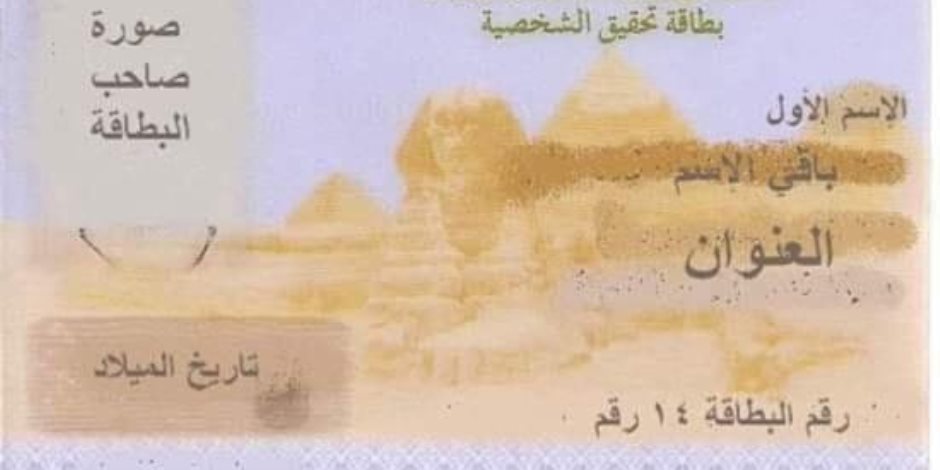 بطاقة تحقيق الشخصية
صورة
صاحب
البطاقة
الإسم الأول
باقي الإسم
العنوان
تاريخ الميلاد
رقم البطاقة ١٤ رقم